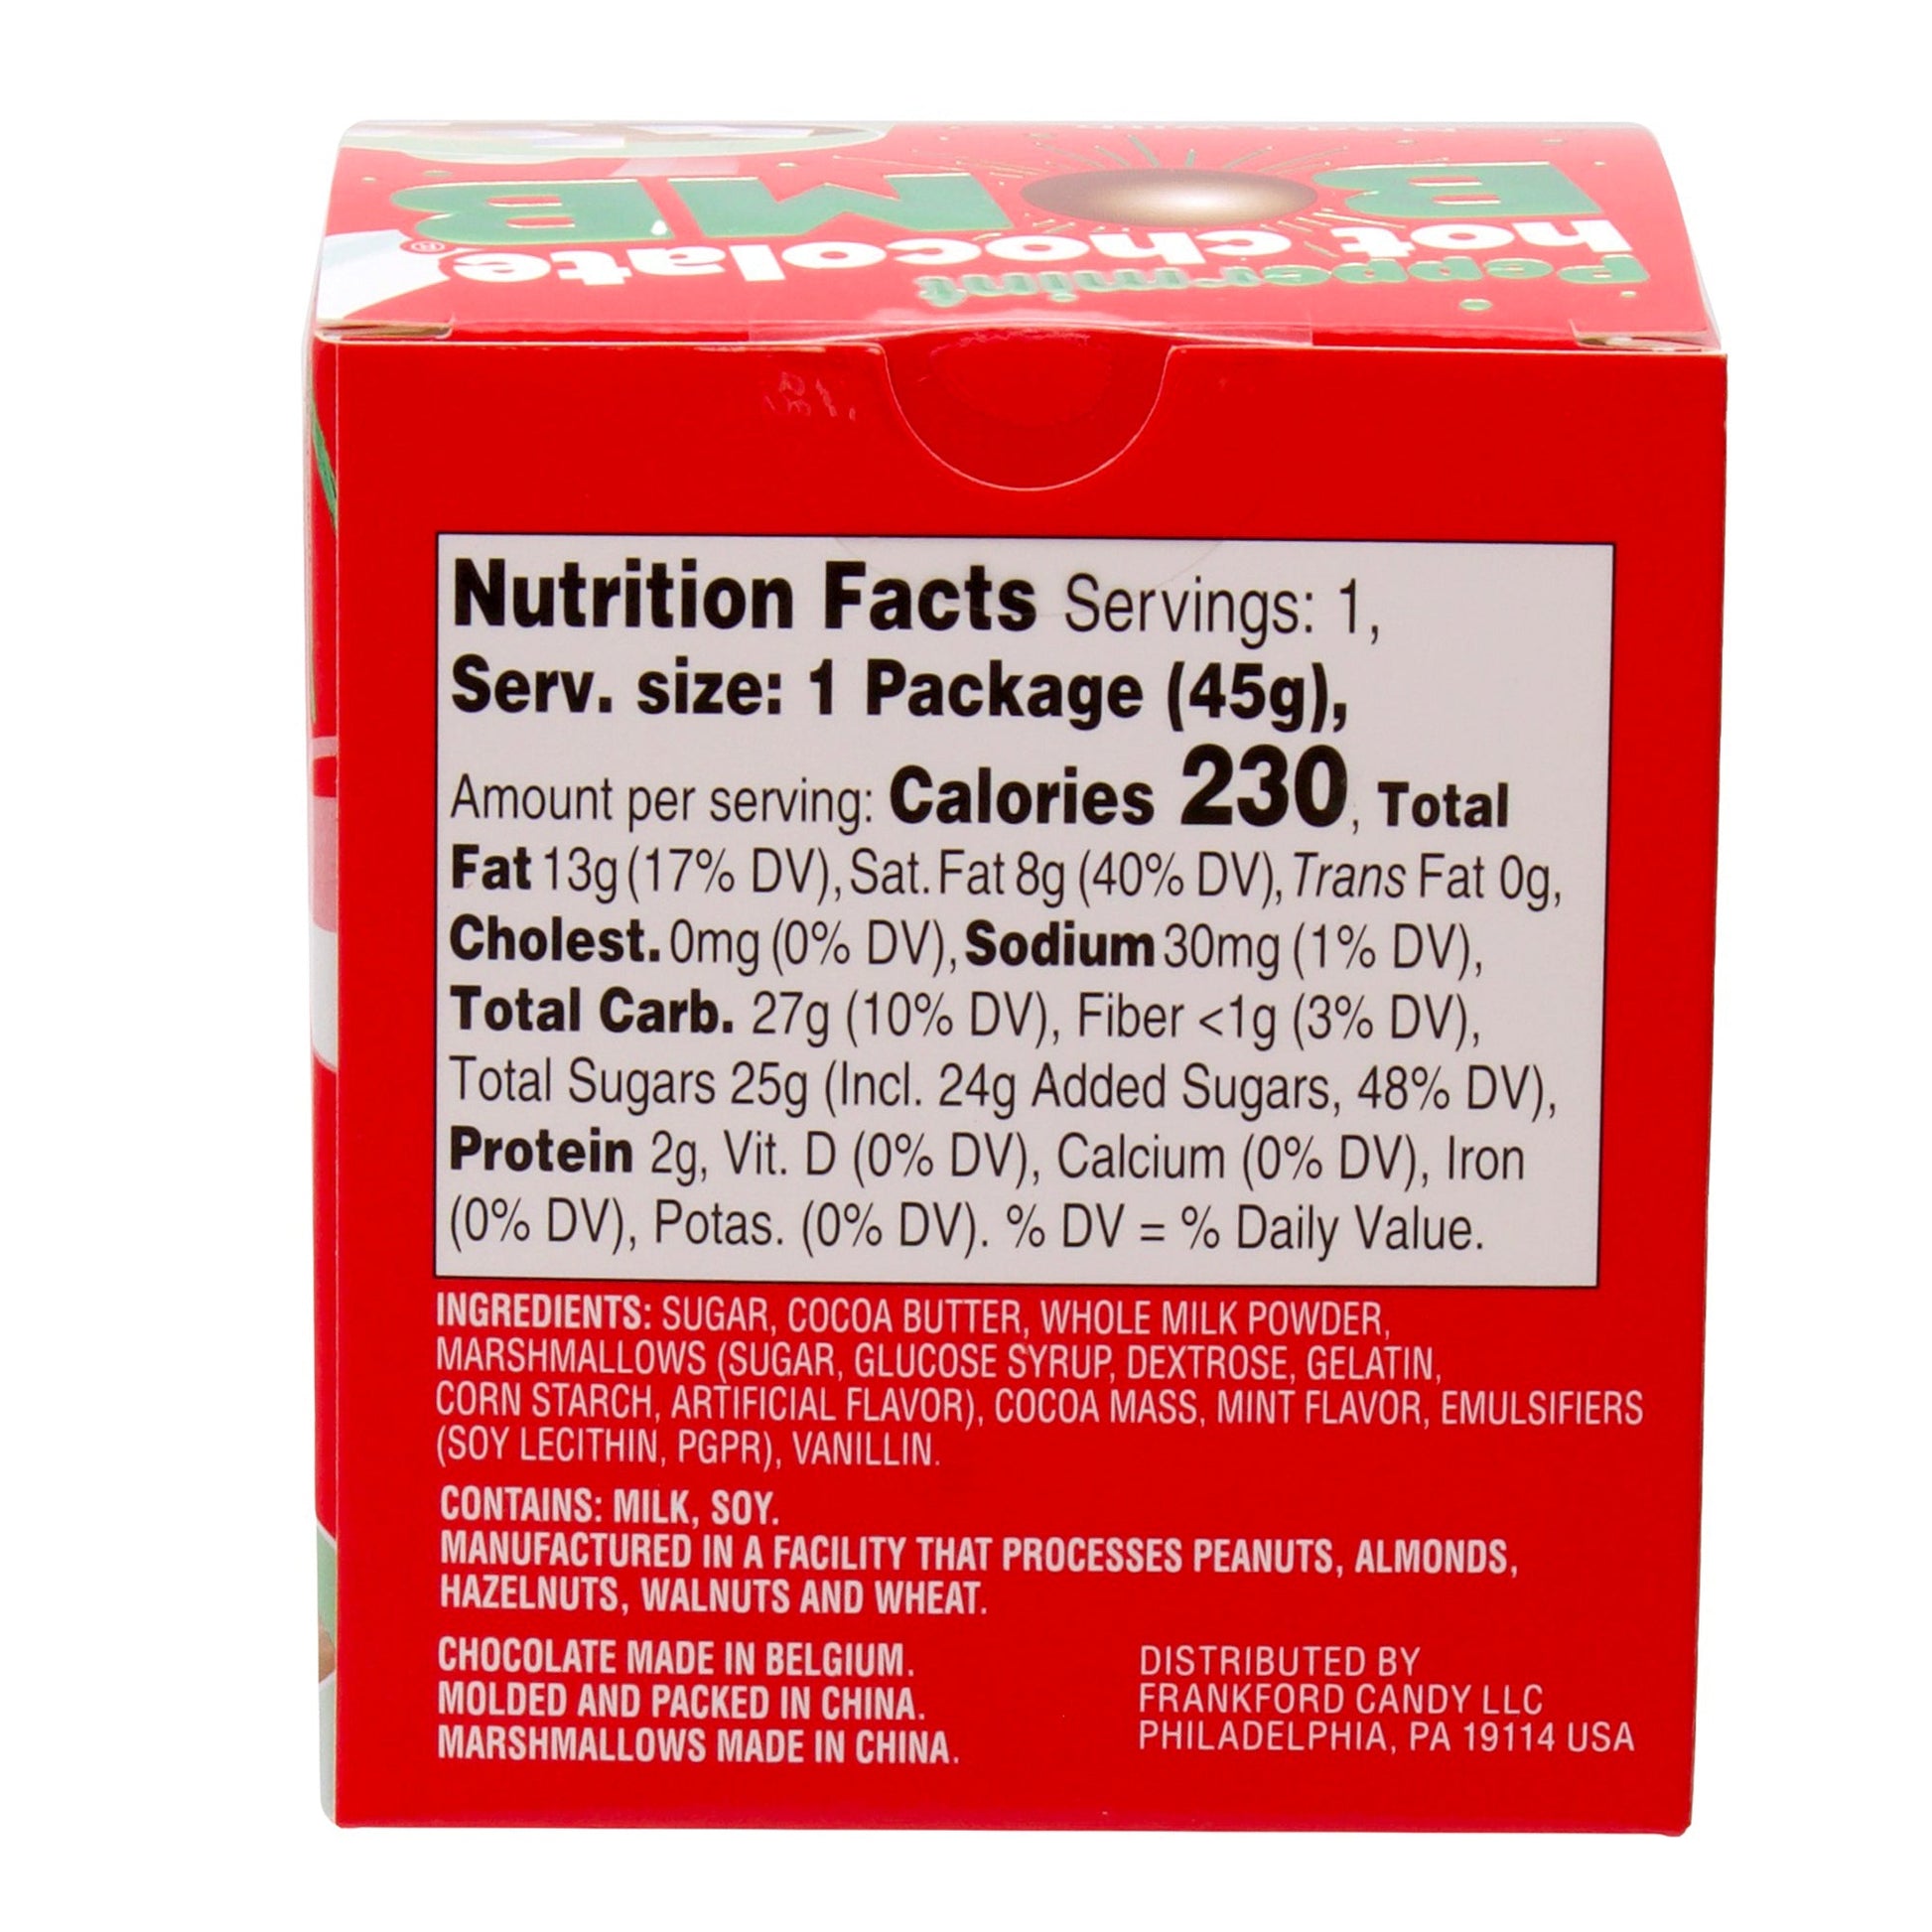 BOMB
hot chocolate®
Peppermint
Nutrition Facts Servings: 1,
Serv. size: 1 Package (45g),
Amount per serving: Calories 230, Total
Fat 13g (17% DV), Sat. Fat 8g (40% DV), Trans Fat 0g,
Cholest. 0mg (0% DV), Sodium 30mg (1% DV),
Total Carb. 27g (10% DV), Fiber <1g (3% DV),
Total Sugars 25g (Incl. 24g Added Sugars, 48% DV),
Protein 2g, Vit. D (0% DV), Calcium (0% DV), Iron
(0% DV), Potas. (0% DV). % DV = % Daily Value.
INGREDIENTS: SUGAR, COCOA BUTTER, WHOLE MILK POWDER,
MARSHMALLOWS (SUGAR, GLUCOSE SYRUP, DEXTROSE, GELATIN,
CORN STARCH, ARTIFICIAL FLAVOR), COCOA MASS, MINT FLAVOR, EMULSIFIERS
(SOY LECITHIN, PGPR), VANILLIN.
CONTAINS: MILK, SOY.
MANUFACTURED IN A FACILITY THAT PROCESSES PEANUTS, ALMONDS,
HAZELNUTS, WALNUTS AND WHEAT.
CHOCOLATE MADE IN BELGIUM.
MOLDED AND PACKED IN CHINA.
MARSHMALLOWS MADE IN CHINA.
DISTRIBUTED BY
FRANKFORD CANDY LLC
PHILADELPHIA, PA 19114 USA